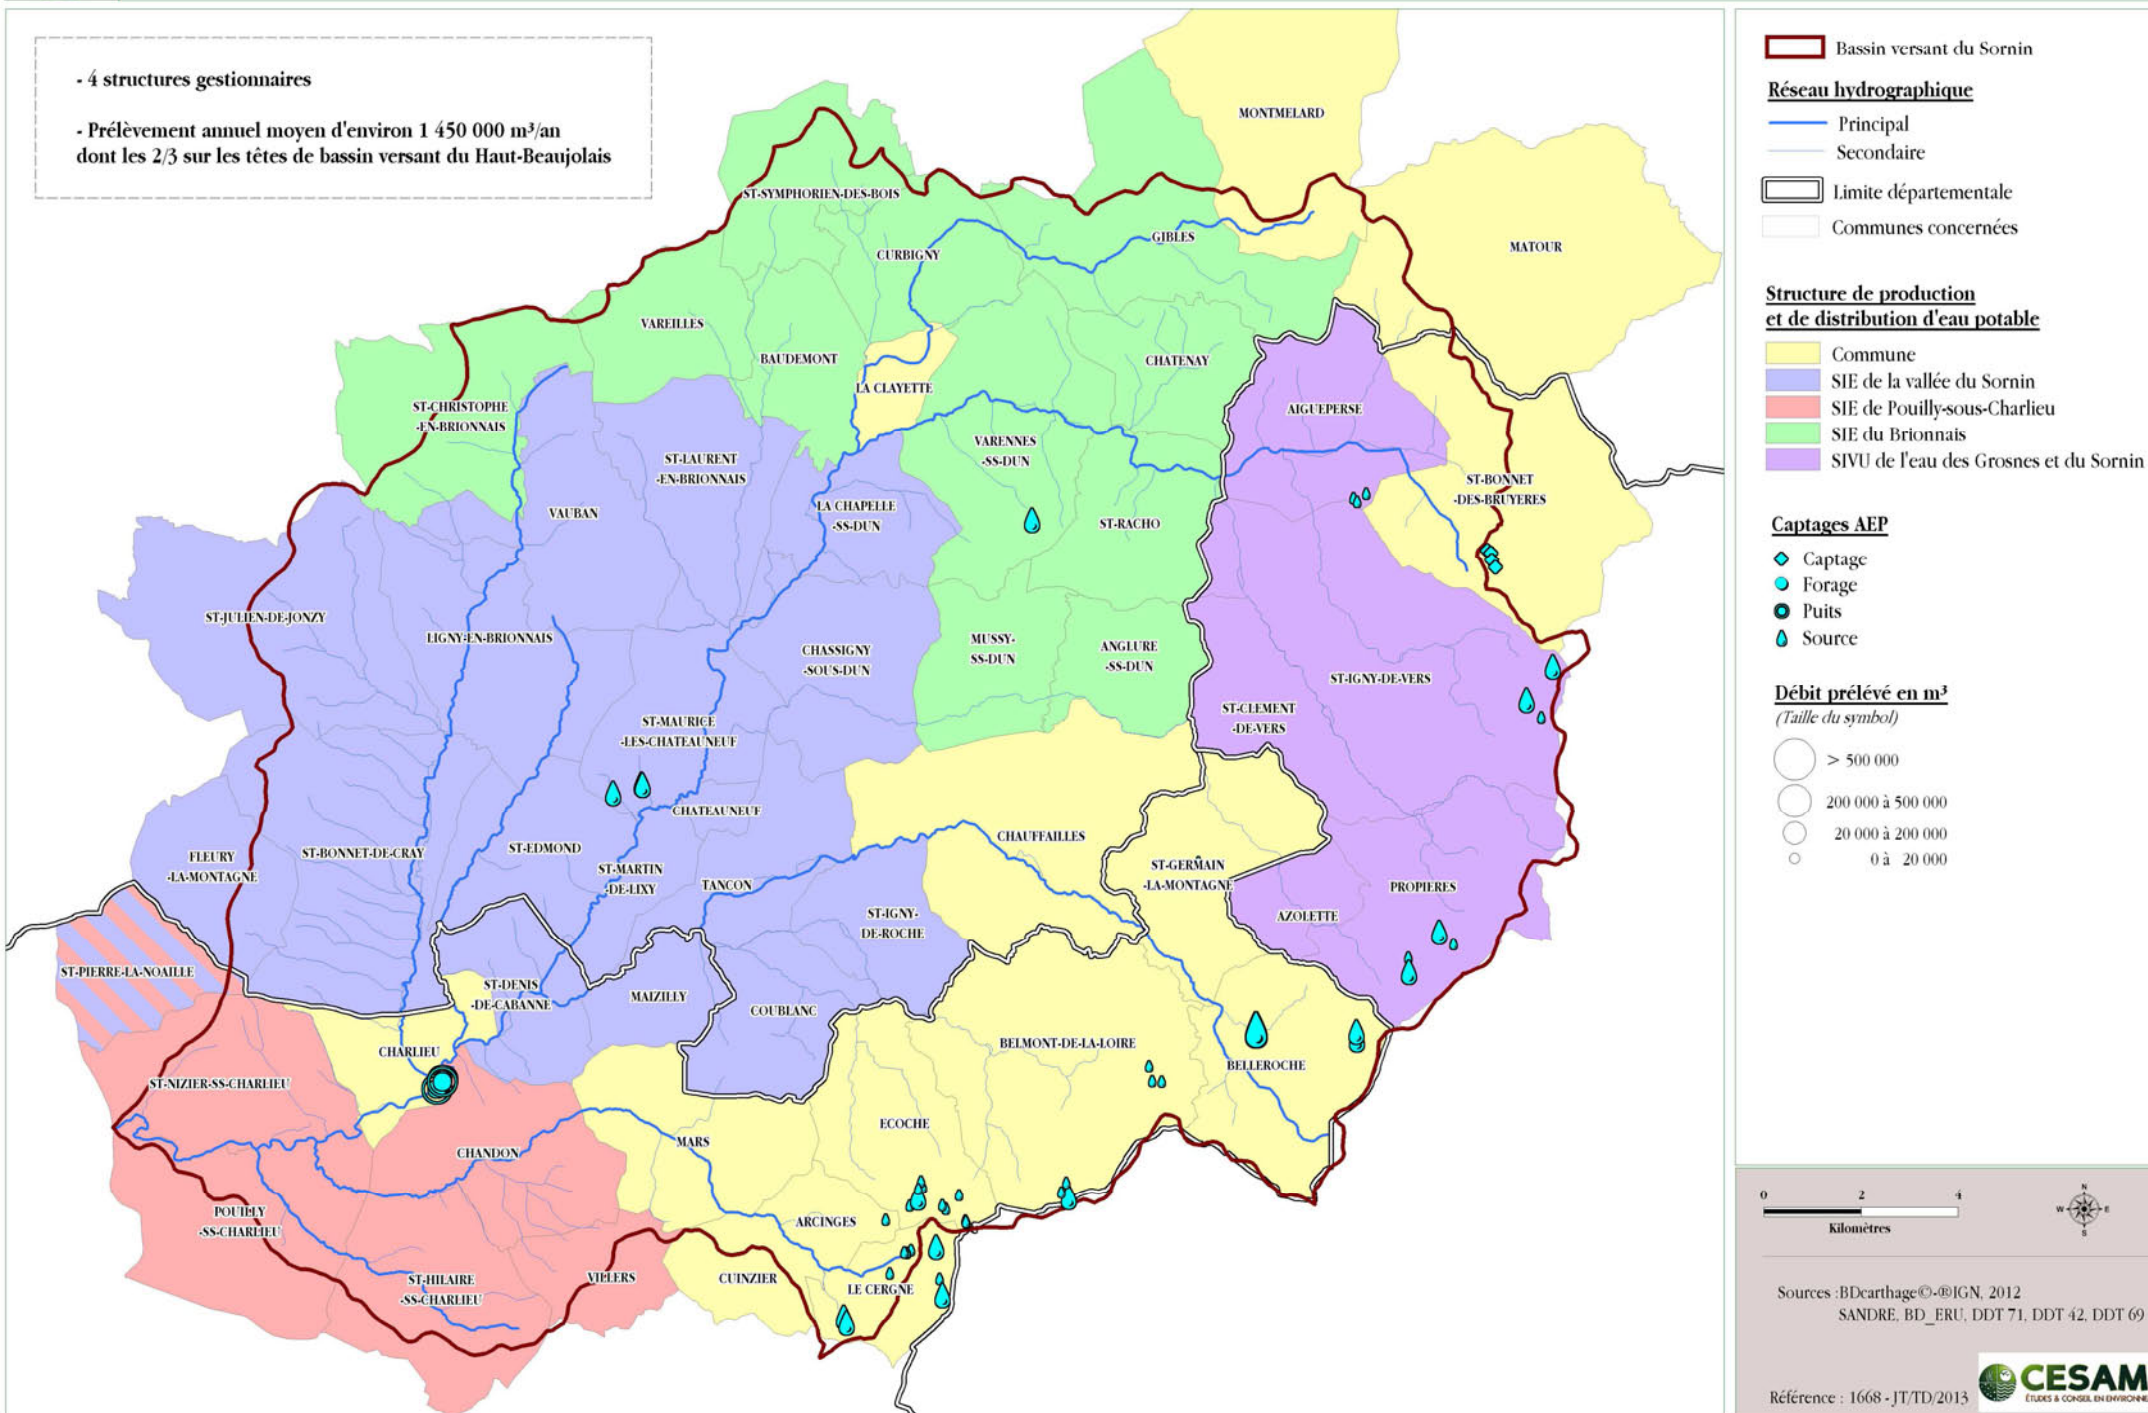 - 4 structures gestionnaires
- Prélèvement annuel moyen d'environ 1 450 000 m³/an
dont les 2/3 sur les têtes de bassin versant du Haut-Beaujolais
MONTMELARD
MATOUR
ST-SYMPHORIEN-DES-BOIS
GIBLES
CURBIGNY
VAREILLES
BAUDEMONT
CHATENAY
LA CLAYETTE
AIGUEPERSE
ST-CHRISTOPHE
-EN-BRIONNAIS
VARENNES
-SS-DUN
ST-LAURENT
-EN-BRIONNAIS
ST-BONNET
-DES-BRUYERES
VAUBAN
LA CHAPELLE
-SS-DUN
ST-RACHO
ST-JULIEN-DE-JONZY
LIGNY-EN-BRIONNAIS
CHASSIGNY
-SOUS-DUN
MUSSY-
SS-DUN
ANGLURE
-SS-DUN
ST-IGNY-DE-VERS
ST-CLEMENT
-DE-VERS
ST-MAURICE
-LES-CHATEAUNEUF
CHATEAUNEUF
CHAUFFAILLES
FLEURY
-LA-MONTAGNE
ST-BONNET-DE-CRAY
ST-EDMOND
ST-MARTIN
-DE-LIXY
TANCON
ST-GERMAIN
-LA-MONTAGNE
PROPIERES
AZOLETTE
ST-IGNY-
DE-ROCHE
ST-PIERRE-LA-NOAILLE
ST-DENIS
-DE-CABANNE
MAIZILLY
COUBLANC
CHARLIEU
BELMONT-DE-LA-LOIRE
BELLEROCHE
ST-NIZIER-SS-CHARLIEU
ECOCHE
MARS
CHANDON
POUILLY
-SS-CHARLIEU
ARCINGES
ST-HILAIRE
-SS-CHARLIEU
VILLERS
CUINZIER
LE CERGNE
Bassin versant du Sornin
Réseau hydrographique
Principal
Secondaire
Limite départementale
Communes concernées
Structure de production
et de distribution d'eau potable
Commune
SIE de la vallée du Sornin
SIE de Pouilly-sous-Charlieu
SIE du Brionnais
SIVU de l'eau des Grosnes et du Sornin
Captages AEP
Captage
Forage
Puits
Source
Débit prélévé en m³
(Taille du symbol)
> 500 000
200 000 à 500 000
20 000 à 200 000
0 à 20 000
0 2 4
Kilomètres
N
W E
S
Sources :BDcarthage©-®IGN, 2012
SANDRE, BD_ERU, DDT 71, DDT 42, DDT 69
Référence : 1668 - JT/TD/2013
CESAM
ÉTUDES & CONSEIL EN ENVIRONNE